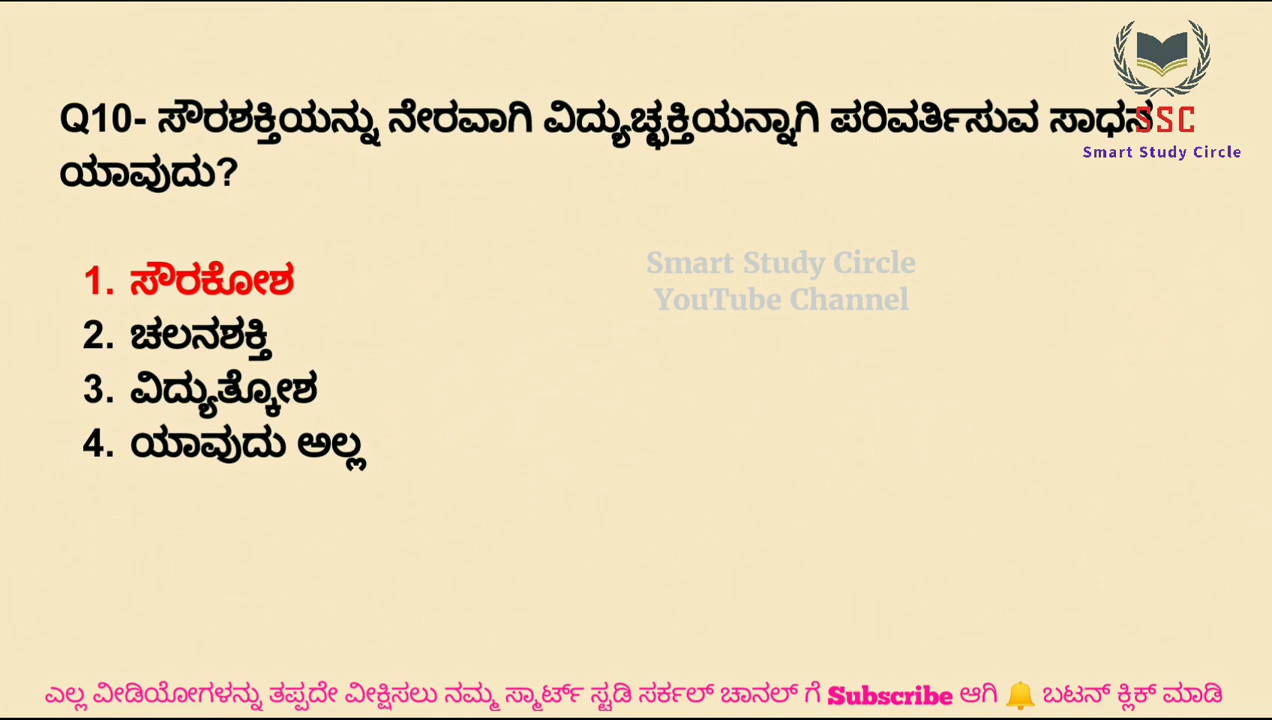 Q10- ಸೌರಶಕ್ತಿಯನ್ನು ನೇರವಾಗಿ ವಿದ್ಯುಚ್ಛಕ್ತಿಯನ್ನಾಗಿ ಪರಿವರ್ತಿಸುವ ಸಾಧನ
ಯಾವುದು?
SSC
Smart Study Circle
1. ಸೌರಕೋಶ
2. ಚಲನಶಕ್ತಿ
3. ವಿದ್ಯುತ್ಕೋಶ
4. ಯಾವುದು ಅಲ್ಲ
Smart Study Circle
YouTube Channel
ಎಲ್ಲ ವೀಡಿಯೋಗಳನ್ನು ತಪ್ಪದೇ ವೀಕ್ಷಿಸಲು ನಮ್ಮ ಸ್ಮಾರ್ಟ್ ಸ್ಟಡಿ ಸರ್ಕಲ್ ಚಾನಲ್ ಗೆ Subscribe ಆಗಿ 🔔 ಬಟನ್ ಕ್ಲಿಕ್ ಮಾಡಿ